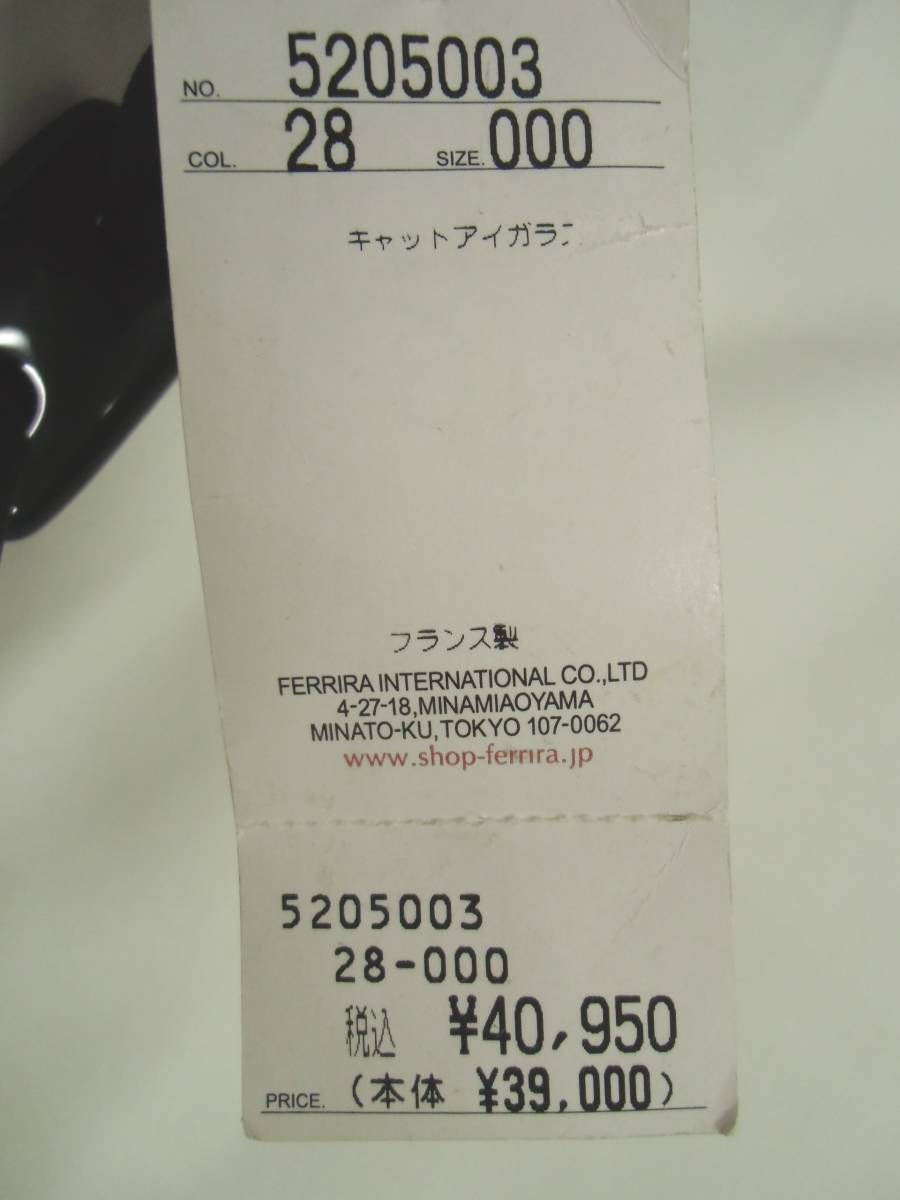 NO. 5205003
COL. 28 SIZE. 000
キャットアイガラ
フランス製
FERRIRA INTERNATIONAL CO.,LTD
4-27-18,MINAMIAOYAMA
MINATO-KU,TOKYO 107-0062
www.shop-ferrira.jp
5205003
28-000
税込 ¥40,950
PRICE. (本体 ¥39,000)